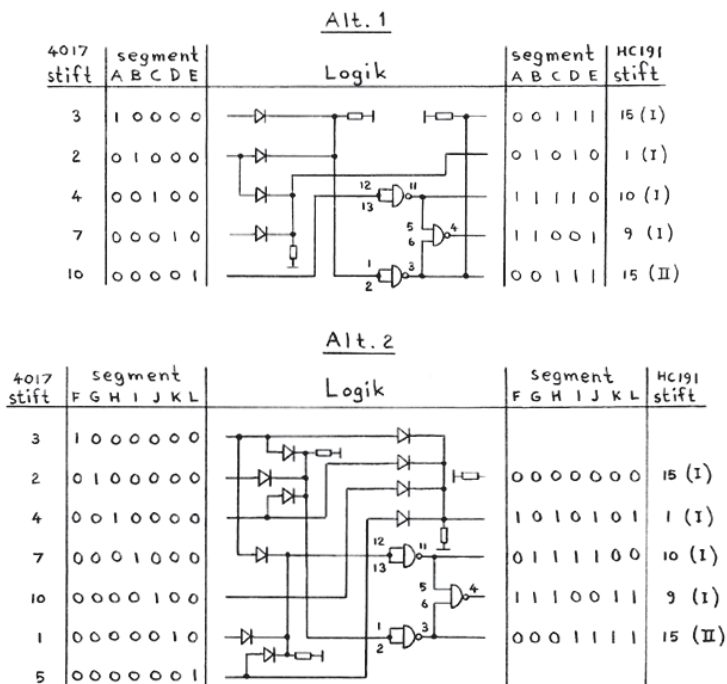 Alt. 1
4017 stift segment A B C D E Logik segment A B C D E HC191 stift
3 1 0 0 0 0 0 0 1 1 1 15 (I)
2 0 1 0 0 0 0 1 0 1 0 1 (I)
4 0 0 1 0 0 12 13 11 1 1 1 1 0 10 (I)
7 0 0 0 1 0 5 6 4 1 1 0 0 1 9 (I)
10 0 0 0 0 1 1 2 3 0 0 1 1 1 15 (II)
Alt. 2
4017 stift segment F G H I J K L Logik segment F G H I J K L HC191 stift
3 1 0 0 0 0 0 0
2 0 1 0 0 0 0 0 0 0 0 0 0 0 0 15 (I)
4 0 0 1 0 0 0 0 1 0 1 0 1 0 1 1 (I)
7 0 0 0 1 0 0 0 12 13 11 0 1 1 1 1 0 0 10 (I)
10 0 0 0 0 1 0 0 5 6 4 1 1 1 0 0 1 1 9 (I)
1 0 0 0 0 0 1 0 1 2 3 0 0 0 1 1 1 1 15 (II)
5 0 0 0 0 0 0 1